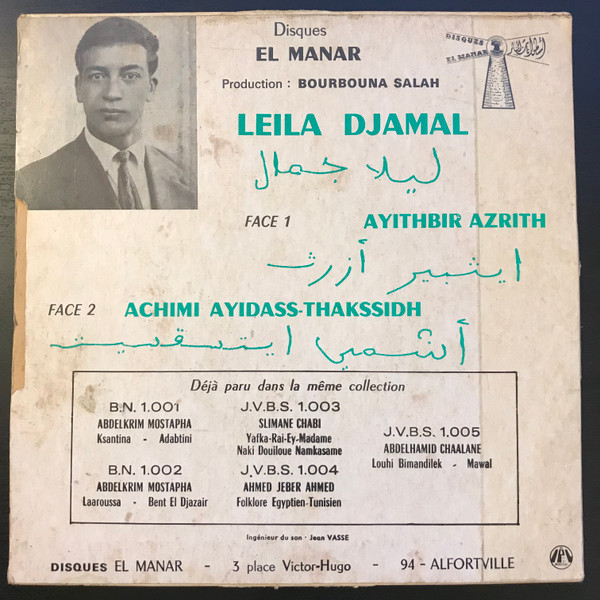 Disques
EL MANAR
Production : BOURBOUNA SALAH
DISQUES
EL MANAR
LEILA DJAMAL
ليلا جمال
FACE 1 AYITHBIR AZRITH
ايثبير أزرث
FACE 2 ACHIMI AYIDASS-THAKSSIDH
Déjà paru dans la même collection
B.N. 1.001
ABDELKRIM MOSTAPHA
Ksantina - Adabtini
B.N. 1.002
ABDELKRIM MOSTAPHA
Laaroussa - Bent El Djazair
J.V.B.S. 1.003
SLIMANE CHABI
Yafka-Rai-Ey-Madame
Naki Douiloue Namkasame
J.V.B.S. 1.004
AHMED JEBER AHMED
Folklore Egyptien-Tunisien
J.V.B.S. 1.005
ABDELHAMID CHAALANE
Louhi Bimandilek - Mawal
Ingénieur du son - Jean VASSE
DISQUES EL MANAR - 3 place Victor-Hugo - 94 - ALFORTVILLE